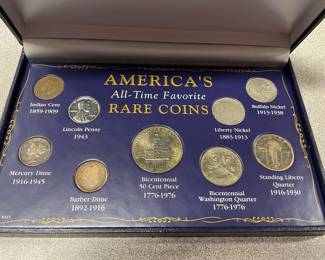 AMERICA'S
All-Time Favorite
RARE COINS
Indian Cent
1859-1909
Lincoln Penny
1943
Liberty Nickel
1883-1913
Buffalo Nickel
1913-1938
Mercury Dime
1916-1945
Barber Dime
1892-1916
Bicentennial
50 Cent Piece
1776-1976
Bicentennial
Washington Quarter
1776-1976
Standing Liberty
Quarter
1916-1930